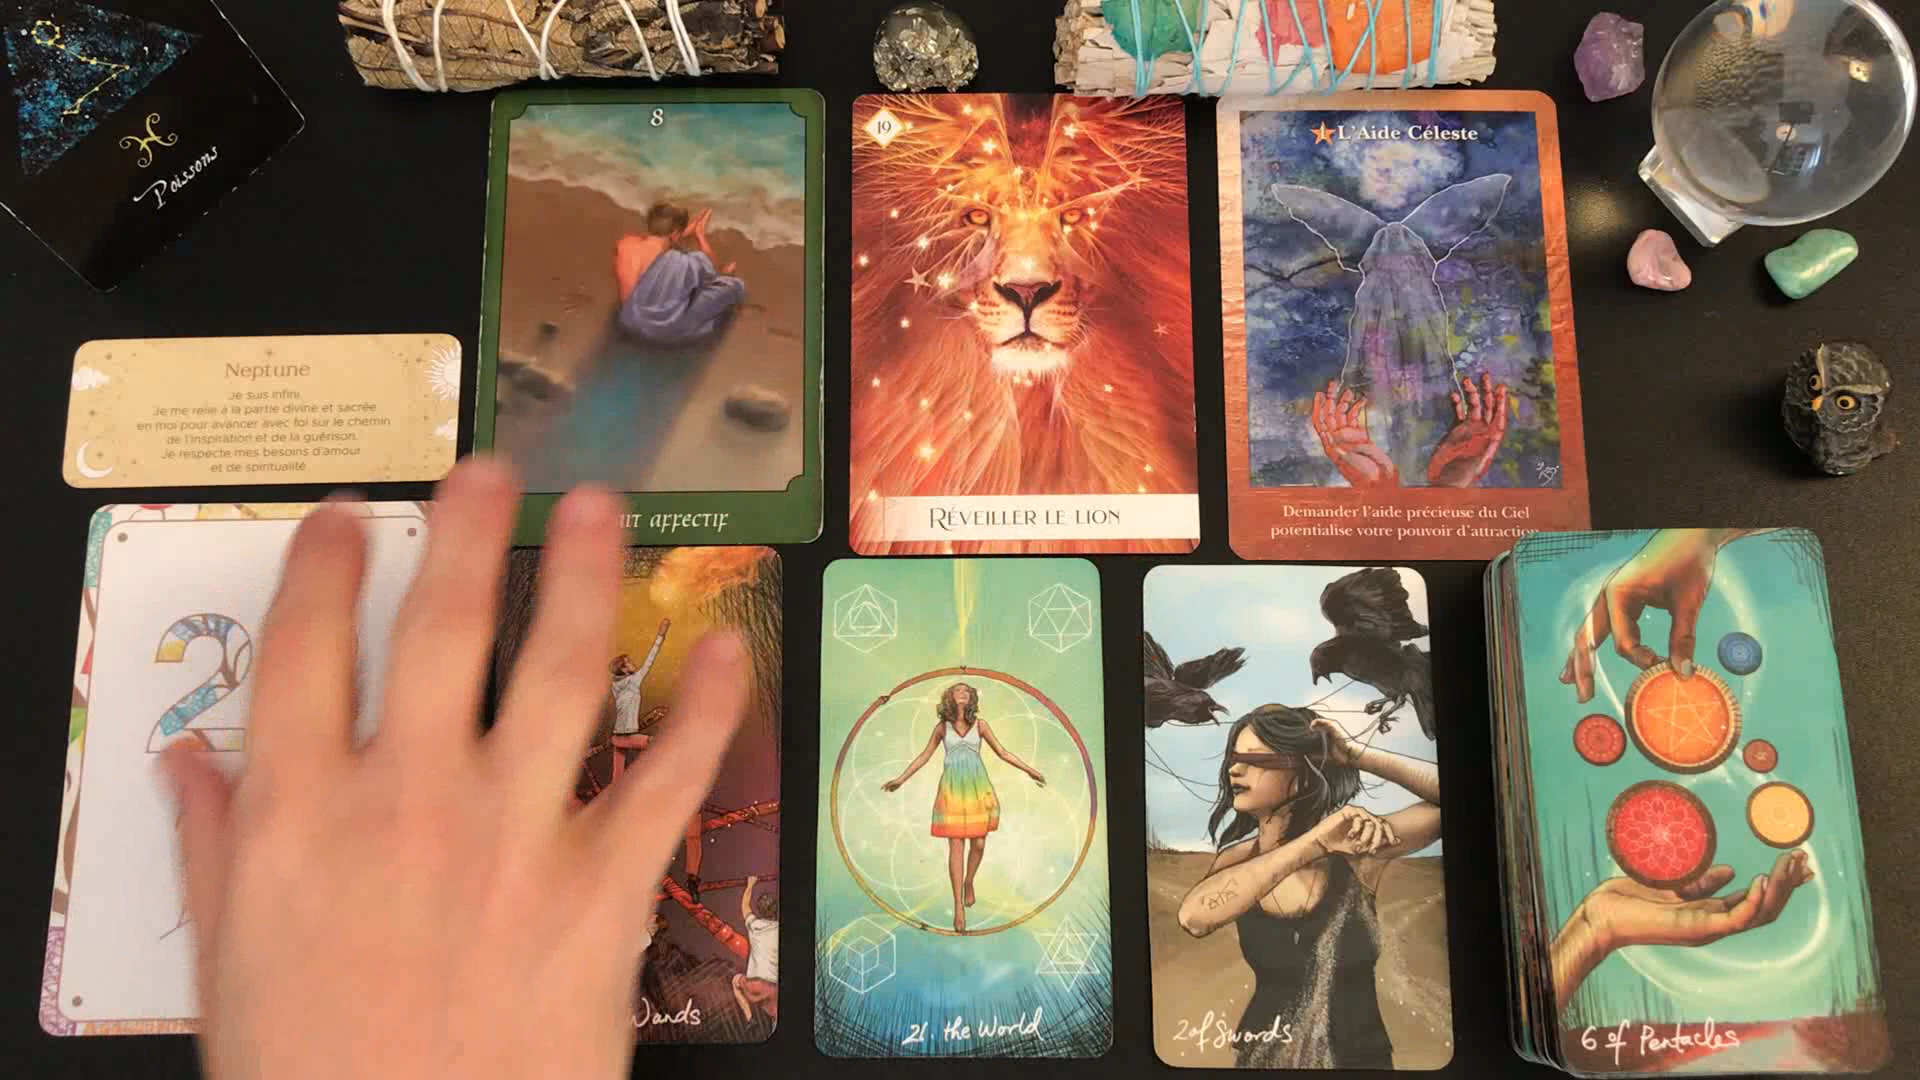 Poissons
8
19
1 L'Aide Céleste
Neptune
Je suis infini.
Je me relie à la partie divine et sacrée
en moi pour avancer avec foi sur le chemin
de l'inspiration et de la guérison.
Je respecte mes besoins d'amour
et de spiritualité
affectif
RÉVEILLER LE LION
Demander l'aide précieuse du Ciel
potentialise votre pouvoir d'attraction
2
Wands
21. the World
2 of Swords
6 of Pentacles